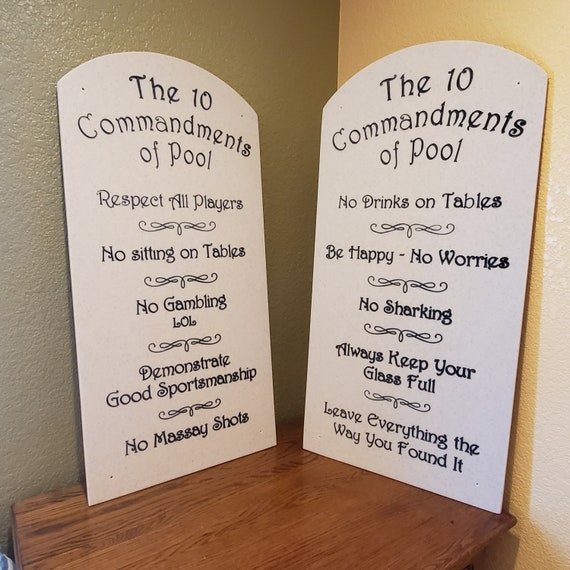 The 10
Commandments
of Pool
Respect All Players
No sitting on Tables
No Gambling
LOL
Demonstrate
Good Sportsmanship
No Massay Shots
The 10
Commandments
of Pool
No Drinks on Tables
Be Happy - No Worries
No Sharking
Always Keep Your
Glass Full
Leave Everything the
Way You Found It